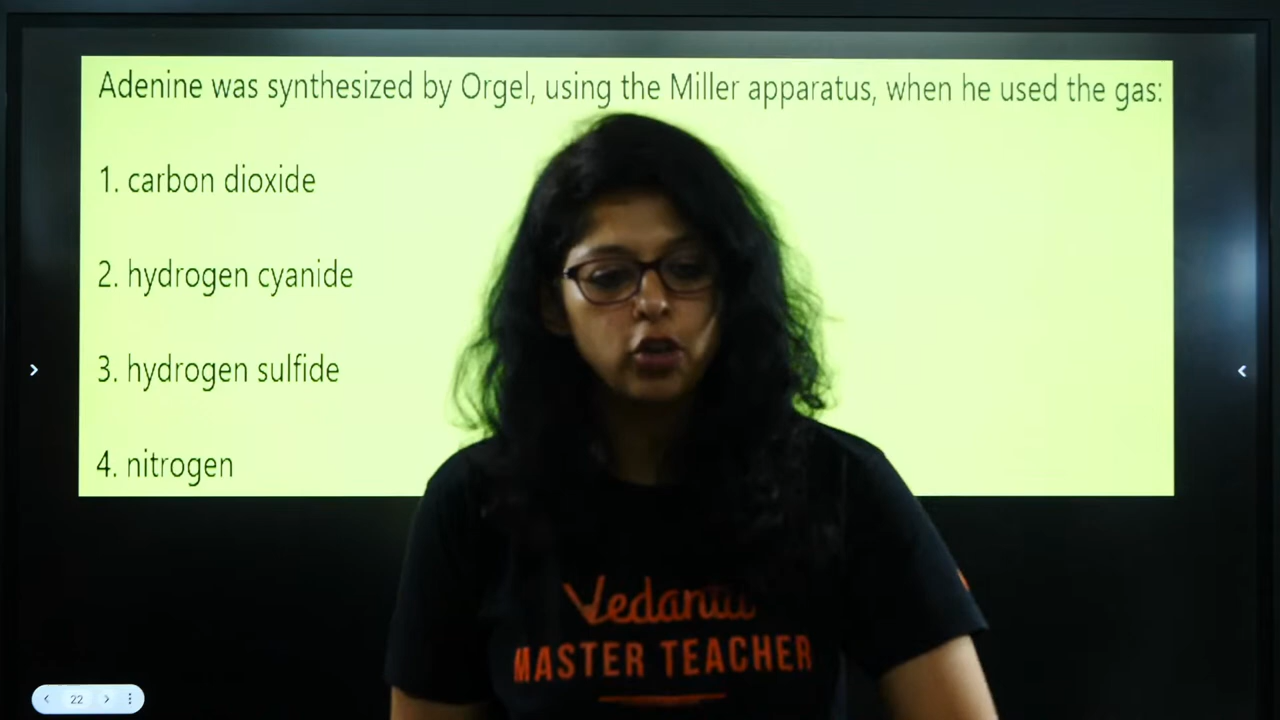 Adenine was synthesized by Orgel, using the Miller apparatus, when he used the gas:
1. carbon dioxide
2. hydrogen cyanide
3. hydrogen sulfide
4. nitrogen
Vedantu
MASTER TEACHER
22